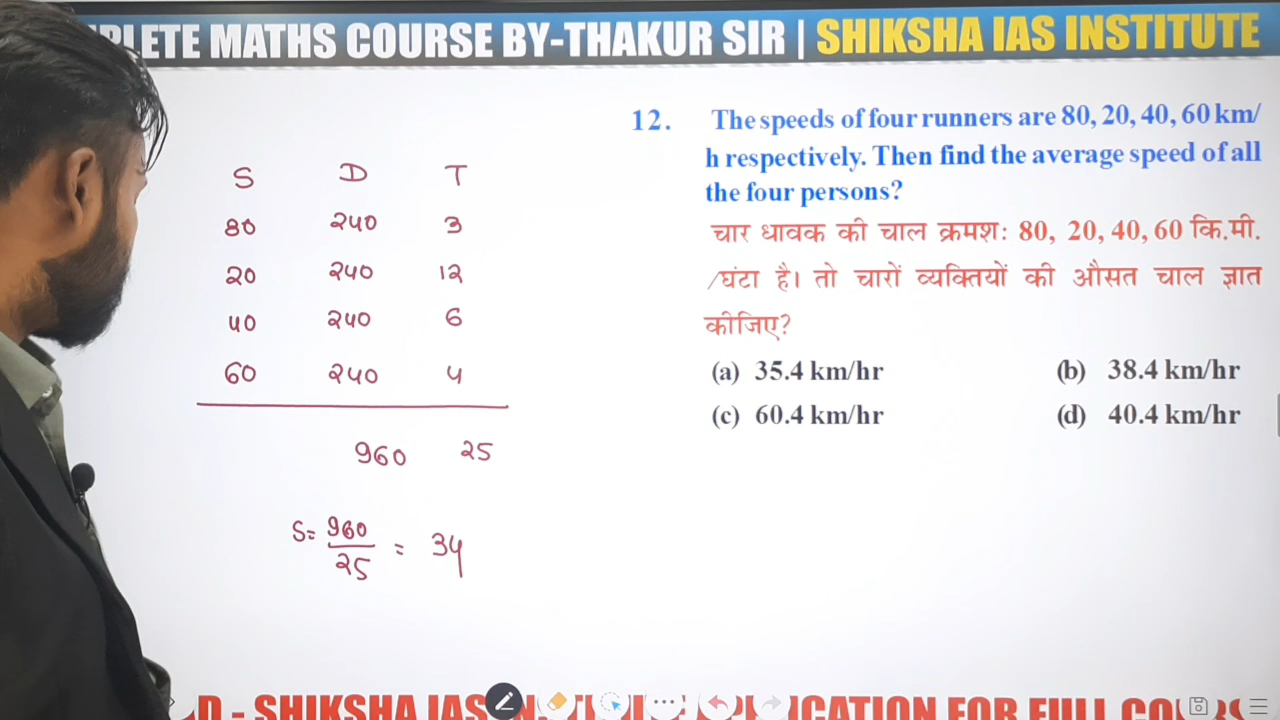 PLETE MATHS COURSE BY-THAKUR SIR | SHIKSHA IAS INSTITUTE
12. The speeds of four runners are 80, 20, 40, 60 km/
h respectively. Then find the average speed of all
the four persons?
चार धावक की चाल क्रमश: 80, 20, 40, 60 कि.मी.
/घंटा है। तो चारों व्यक्तियों की औसत चाल ज्ञात
कीजिए?
(a) 35.4 km/hr (b) 38.4 km/hr
(c) 60.4 km/hr (d) 40.4 km/hr
S D T
80 240 3
20 240 12
40 240 6
60 240 4
960 25
S= 960
25
= 34
D - SHIKSHA IAS